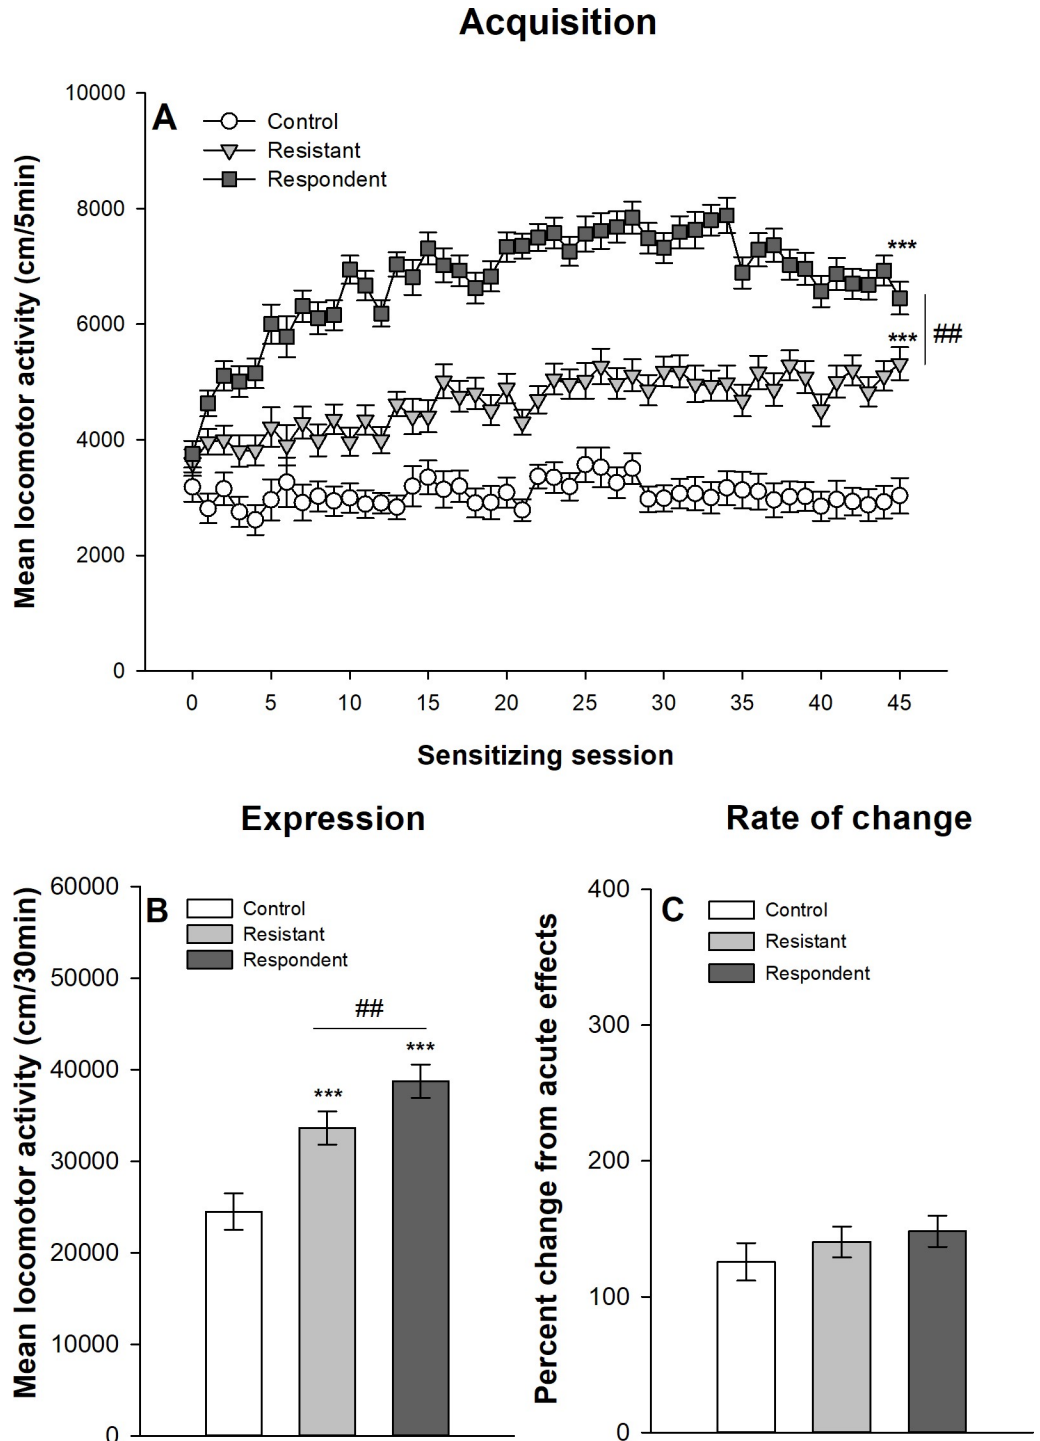 Acquisition
Mean locomotor activity (cm/5min)
10000
8000
6000
4000
2000
0
A
Control
Resistant
Respondent
***
***
##
0 5 10 15 20 25 30 35 40 45
Sensitizing session
Expression
Mean locomotor activity (cm/30min)
60000
50000
40000
30000
20000
10000
0
B
Control
Resistant
Respondent
##
***
***
Rate of change
Percent change from acute effects
400
300
200
100
0
C
Control
Resistant
Respondent